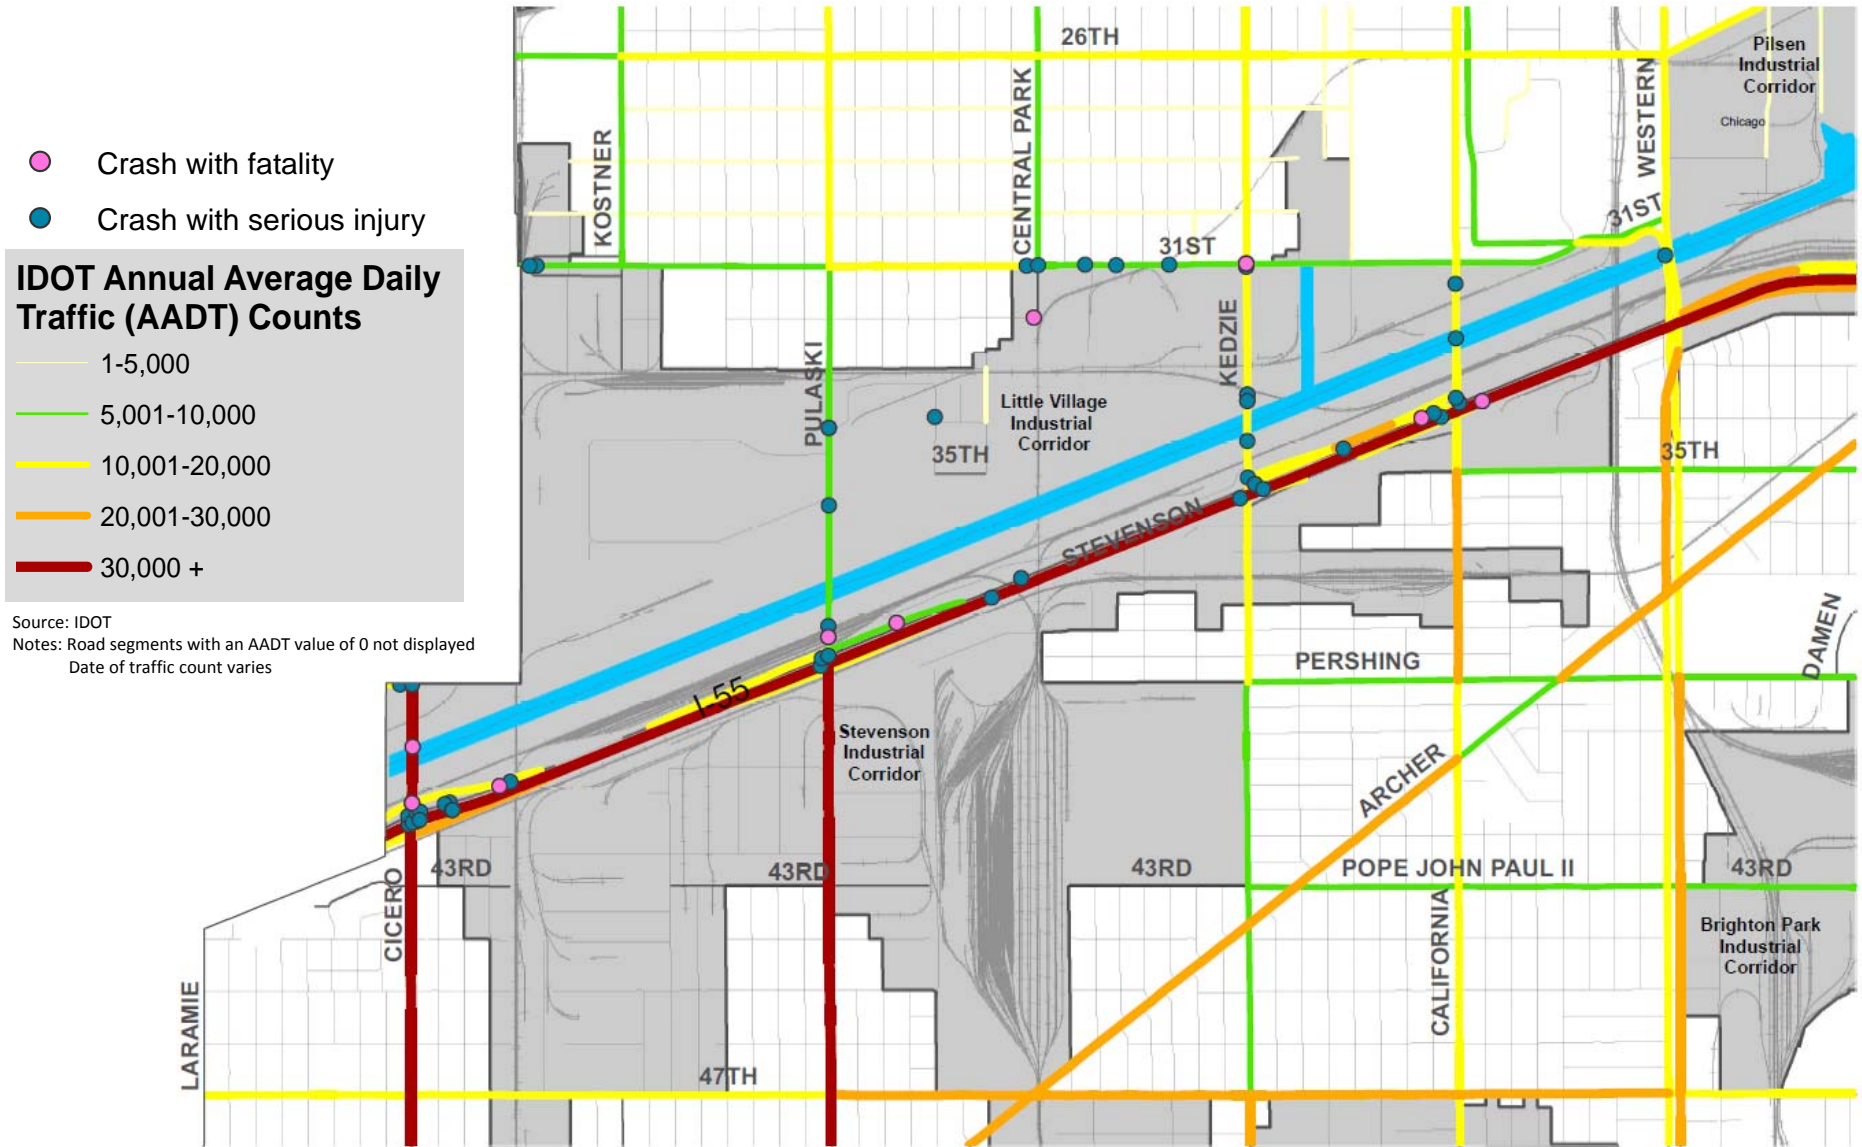 26TH
Pilsen
Industrial
Corridor
Chicago
WESTERN
CENTRAL PARK
KOSTNER
Crash with fatality
Crash with serious injury
31ST
31ST
IDOT Annual Average Daily
Traffic (AADT) Counts
1-5,000
5,001-10,000
10,001-20,000
20,001-30,000
30,000 +
Source: IDOT
Notes: Road segments with an AADT value of 0 not displayed
Date of traffic count varies
KEDZIE
PULASKI
Little Village
Industrial
Corridor
35TH
35TH
STEVENSON
DAMEN
PERSHING
I-55
Stevenson
Industrial
Corridor
ARCHER
43RD
43RD
43RD
POPE JOHN PAUL II
43RD
CICERO
CALIFORNIA
Brighton Park
Industrial
Corridor
LARAMIE
47TH